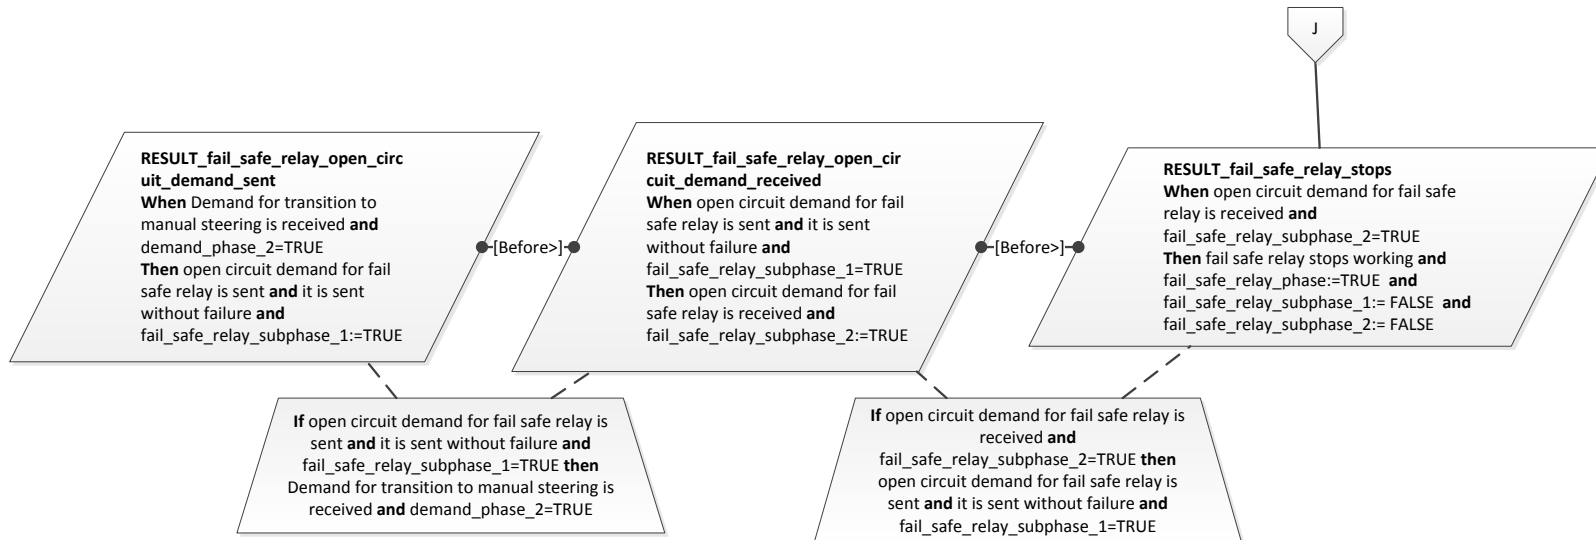 J
RESULT_fail_safe_relay_open_circ
uit_demand_sent
When Demand for transition to
manual steering is received and
demand_phase_2=TRUE
Then open circuit demand for fail
safe relay is sent and it is sent
without failure and
fail_safe_relay_subphase_1:=TRUE
[Before>]
RESULT_fail_safe_relay_open_cir
cuit_demand_received
When open circuit demand for fail
safe relay is sent and it is sent
without failure and
fail_safe_relay_subphase_1=TRUE
Then open circuit demand for fail
safe relay is received and
fail_safe_relay_subphase_2:=TRUE
[Before>]
RESULT_fail_safe_relay_stops
When open circuit demand for fail safe
relay is received and
fail_safe_relay_subphase_2=TRUE
Then fail safe relay stops working and
fail_safe_relay_phase:=TRUE and
fail_safe_relay_subphase_1:= FALSE and
fail_safe_relay_subphase_2:= FALSE
If open circuit demand for fail safe relay is
sent and it is sent without failure and
fail_safe_relay_subphase_1=TRUE then
Demand for transition to manual steering is
received and demand_phase_2=TRUE
If open circuit demand for fail safe relay is
received and
fail_safe_relay_subphase_2=TRUE then
open circuit demand for fail safe relay is
sent and it is sent without failure and
fail_safe_relay_subphase_1=TRUE